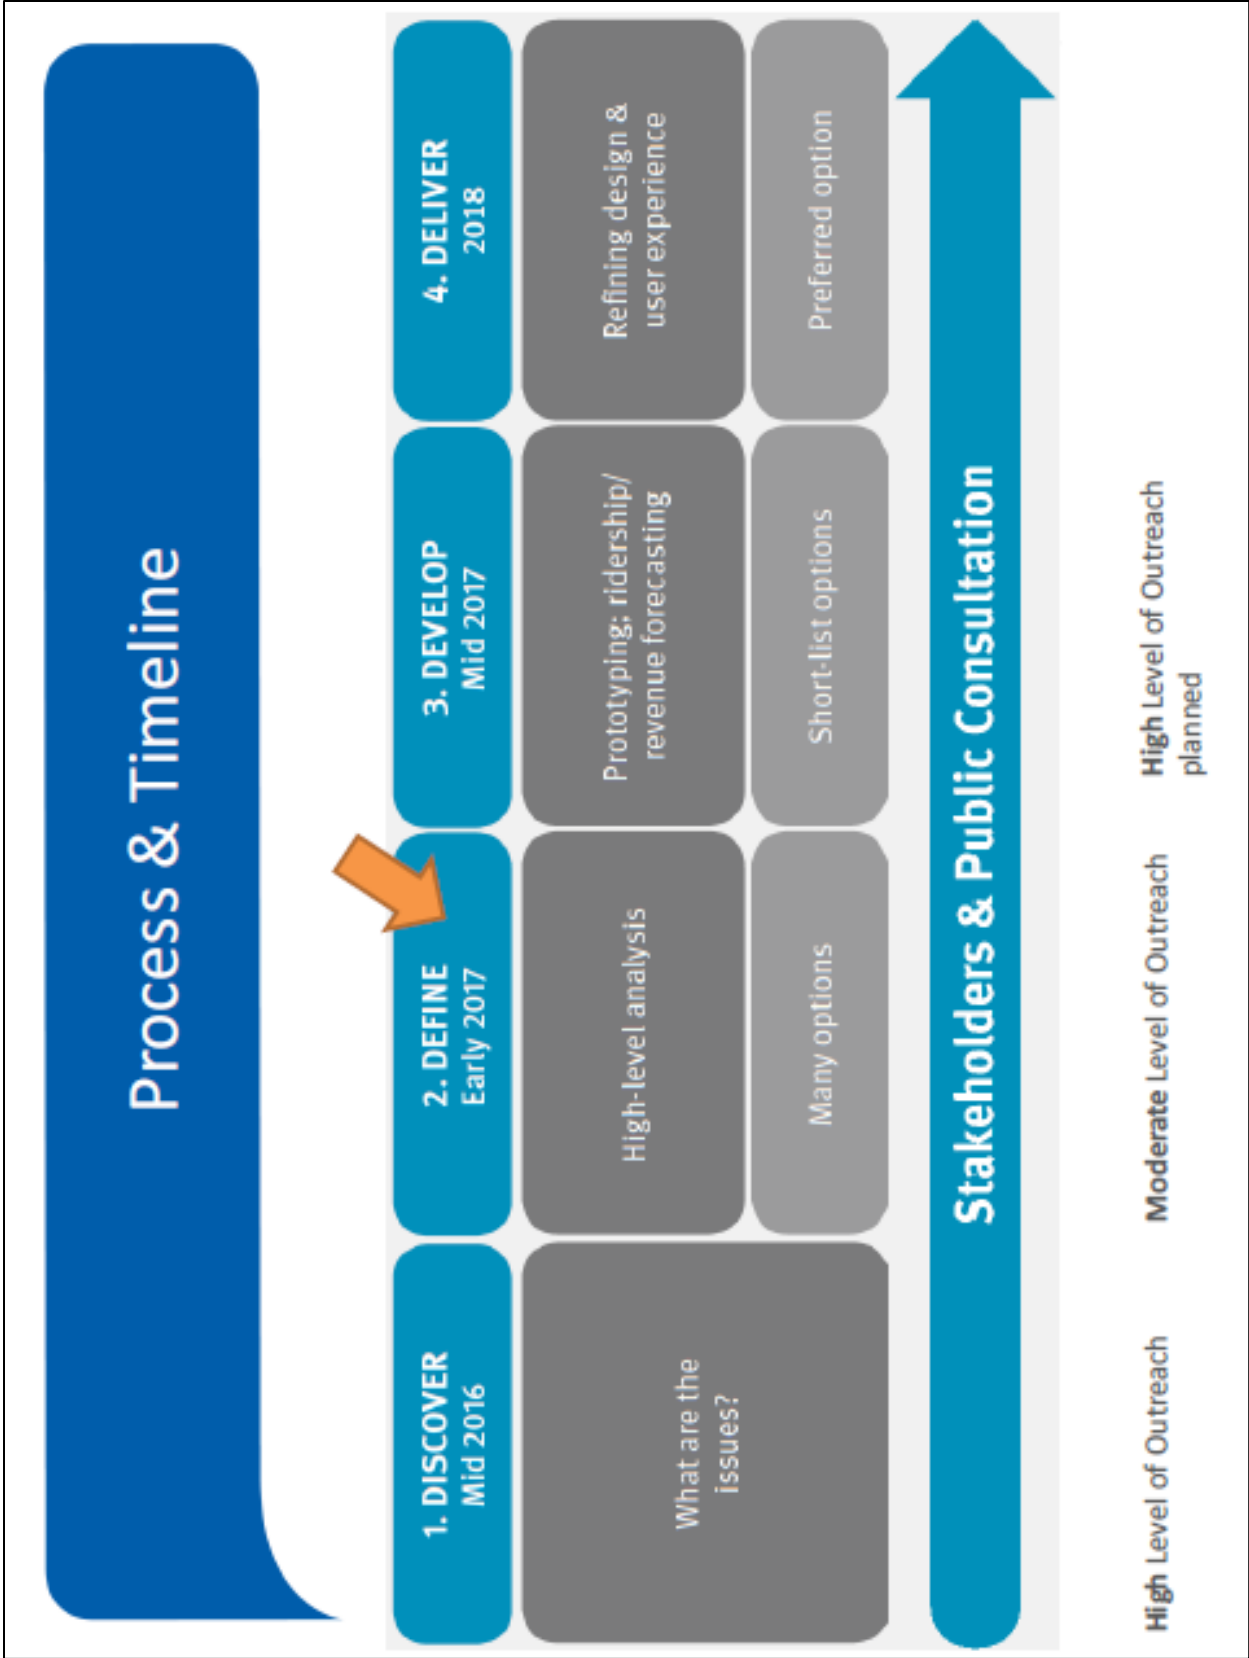 Process & Timeline
1. DISCOVER
Mid 2016
2. DEFINE
Early 2017
3. DEVELOP
Mid 2017
4. DELIVER
2018
What are the
issues?
High-level analysis
Prototyping; ridership/
revenue forecasting
Refining design &
user experience
Many options
Short-list options
Preferred option
Stakeholders & Public Consultation
High Level of Outreach
Moderate Level of Outreach
High Level of Outreach
planned